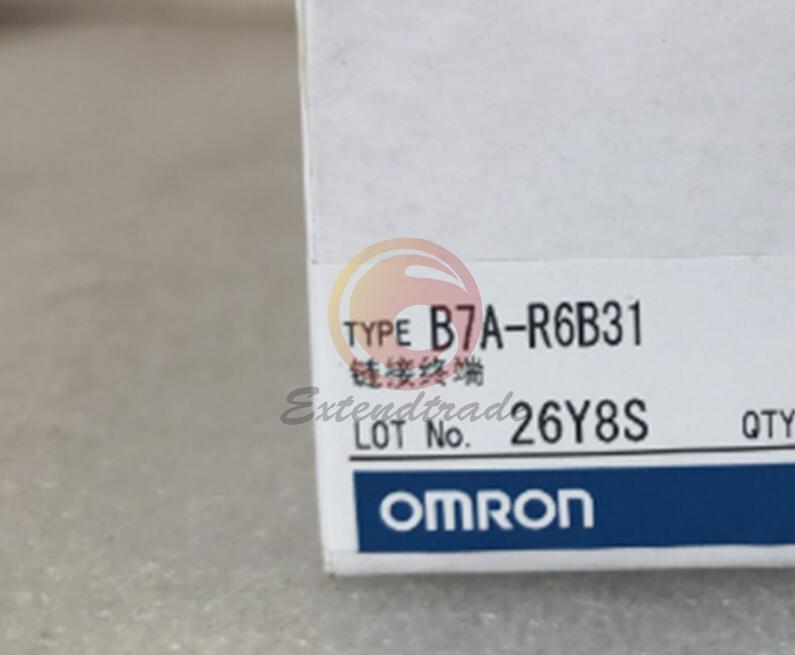 TYPE B7A-R6B31
链接终端
Extendtrade
LOT No. 26Y8S QTY
OMRON